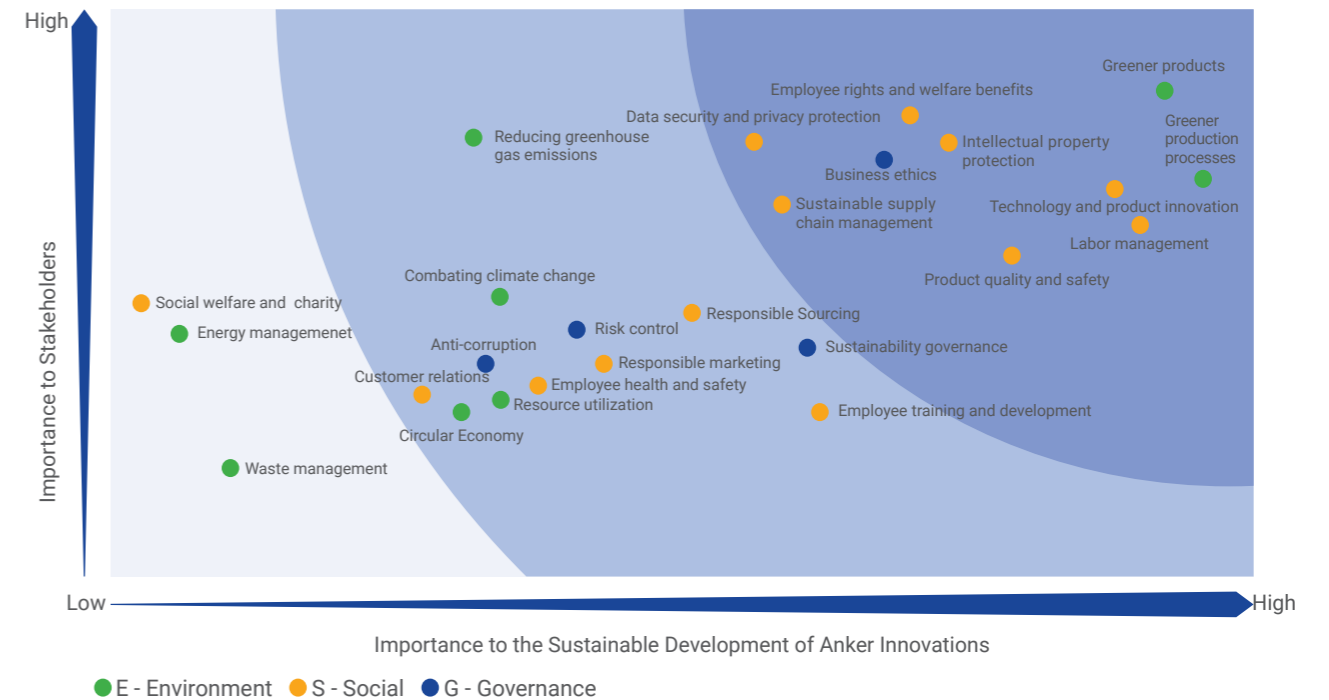 High
Greener products
Employee rights and welfare benefits
Data security and privacy protection
Greener
production
processes
Reducing greenhouse
gas emissions
Intellectual property
protection
Business ethics
Sustainable supply
chain management
Technology and product innovation
Labor management
Product quality and safety
Combating climate change
Social welfare and  charity
Energy managemenet
Responsible Sourcing
Risk control
Anti-corruption
Sustainability governance
Responsible marketing
Customer relations
Employee health and safety
Resource utilization
Employee training and development
Circular Economy
Waste management
Importance to Stakeholders
Low
High
Importance to the Sustainable Development of Anker Innovations
E - Environment
S - Social
G - Governance